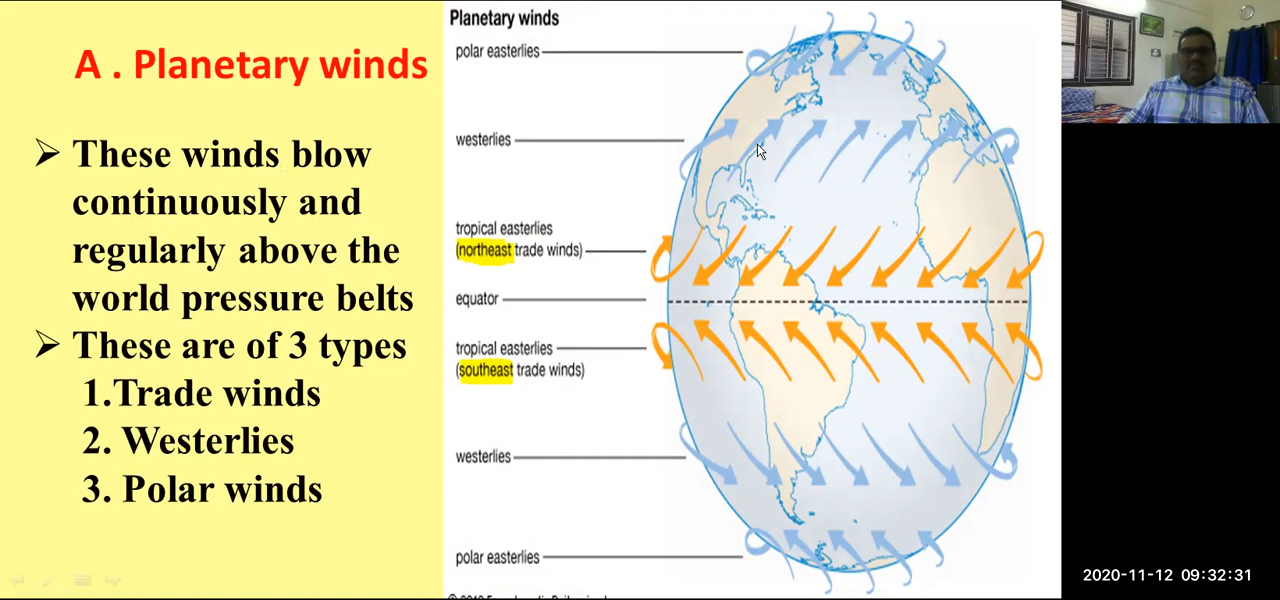 A . Planetary winds
➢ These winds blow
continuously and
regularly above the
world pressure belts
➢ These are of 3 types
1.Trade winds
2. Westerlies
3. Polar winds
Planetary winds
polar easterlies
westerlies
tropical easterlies
(northeast trade winds)
equator
tropical easterlies
(southeast trade winds)
westerlies
polar easterlies
2020-11-12 09:32:31